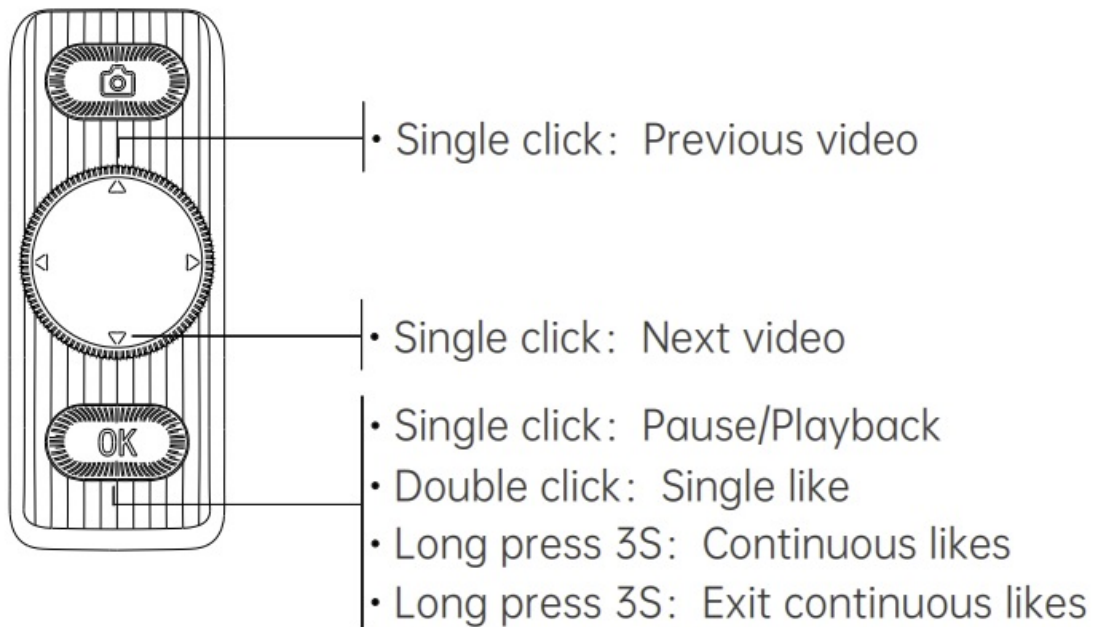 • Single click: Previous video
• Single click: Next video
OK
• Single click: Pause/Playback
• Double click: Single like
• Long press 3S: Continuous likes
• Long press 3S: Exit continuous likes